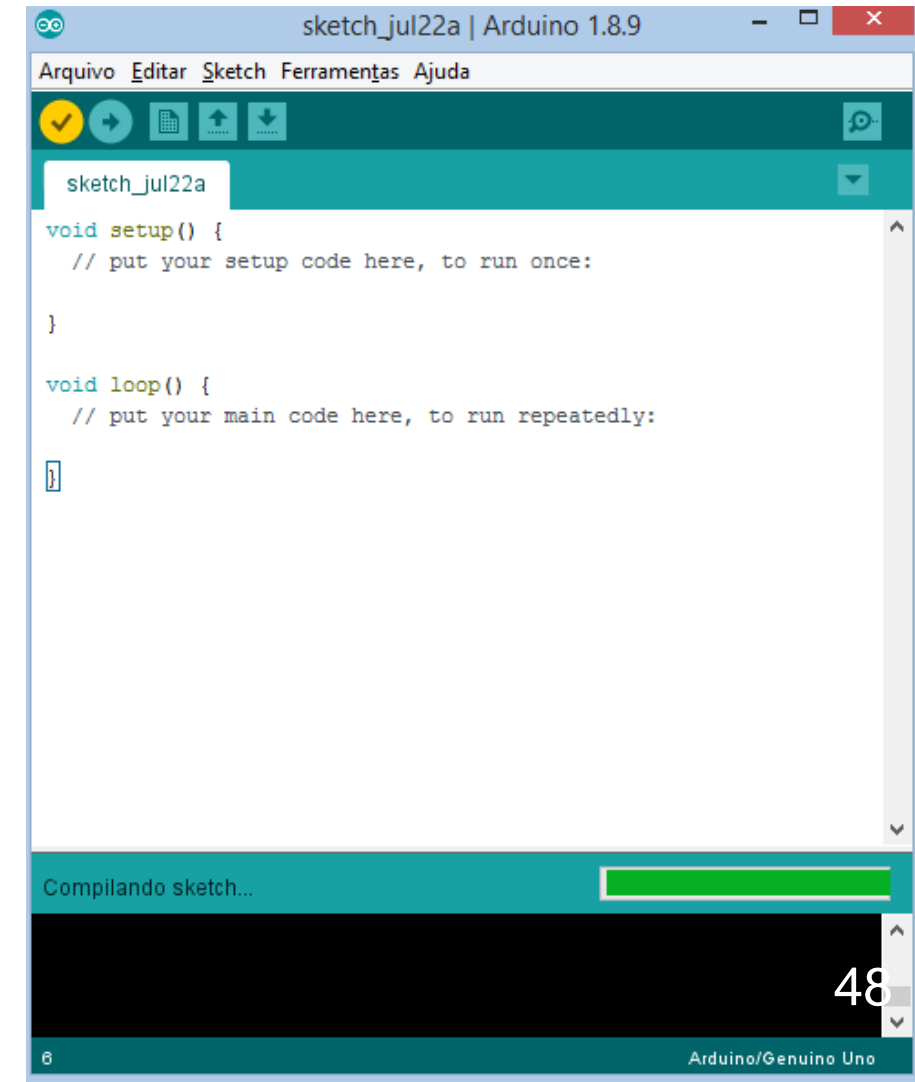 sketch_jul22a | Arduino 1.8.9
Arquivo Editar Sketch Ferramentas Ajuda
sketch_jul22a
void setup() {
// put your setup code here, to run once:
}
void loop() {
// put your main code here, to run repeatedly:
}
Compilando sketch...
48
6 Arduino/Genuino Uno